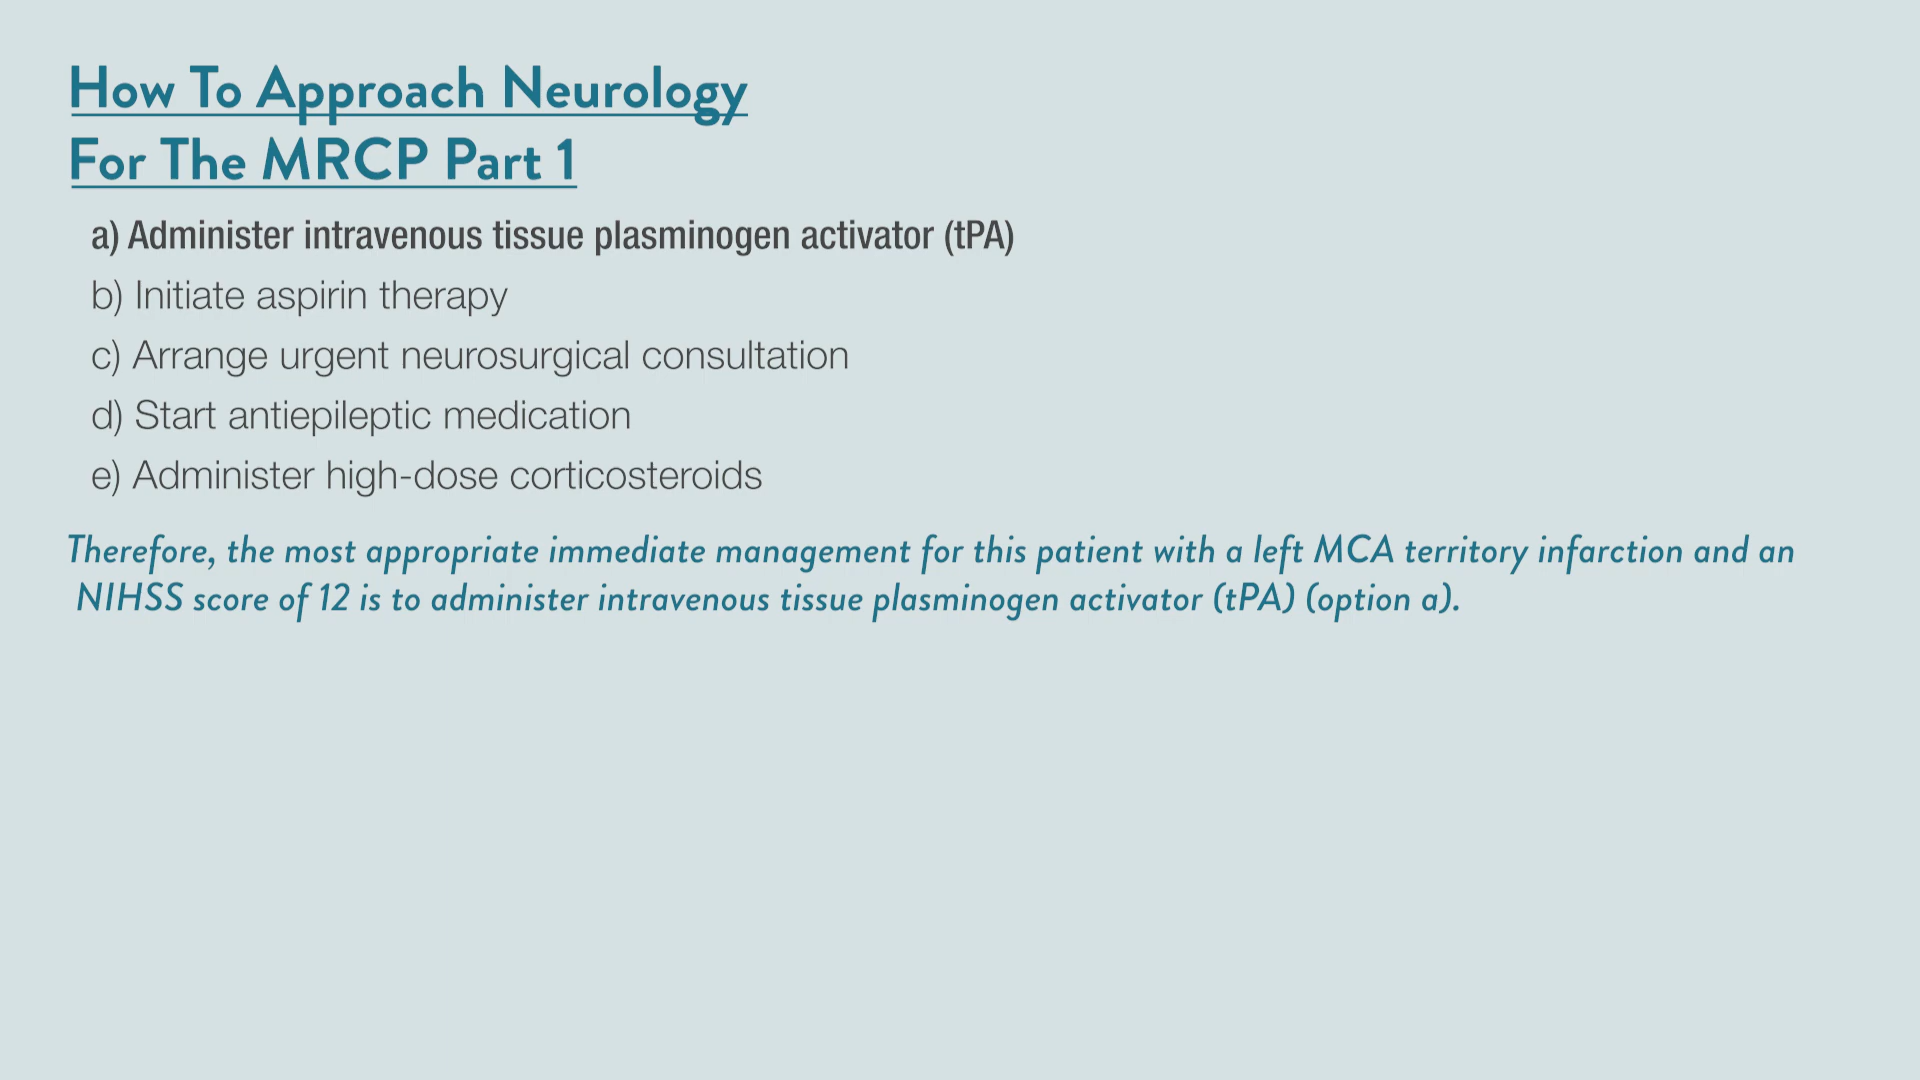 How To Approach Neurology
For The MRCP Part 1
a) Administer intravenous tissue plasminogen activator (tPA)
b) Initiate aspirin therapy
c) Arrange urgent neurosurgical consultation
d) Start antiepileptic medication
e) Administer high-dose corticosteroids
Therefore, the most appropriate immediate management for this patient with a left MCA territory infarction and an
NIHSS score of 12 is to administer intravenous tissue plasminogen activator (tPA) (option a).